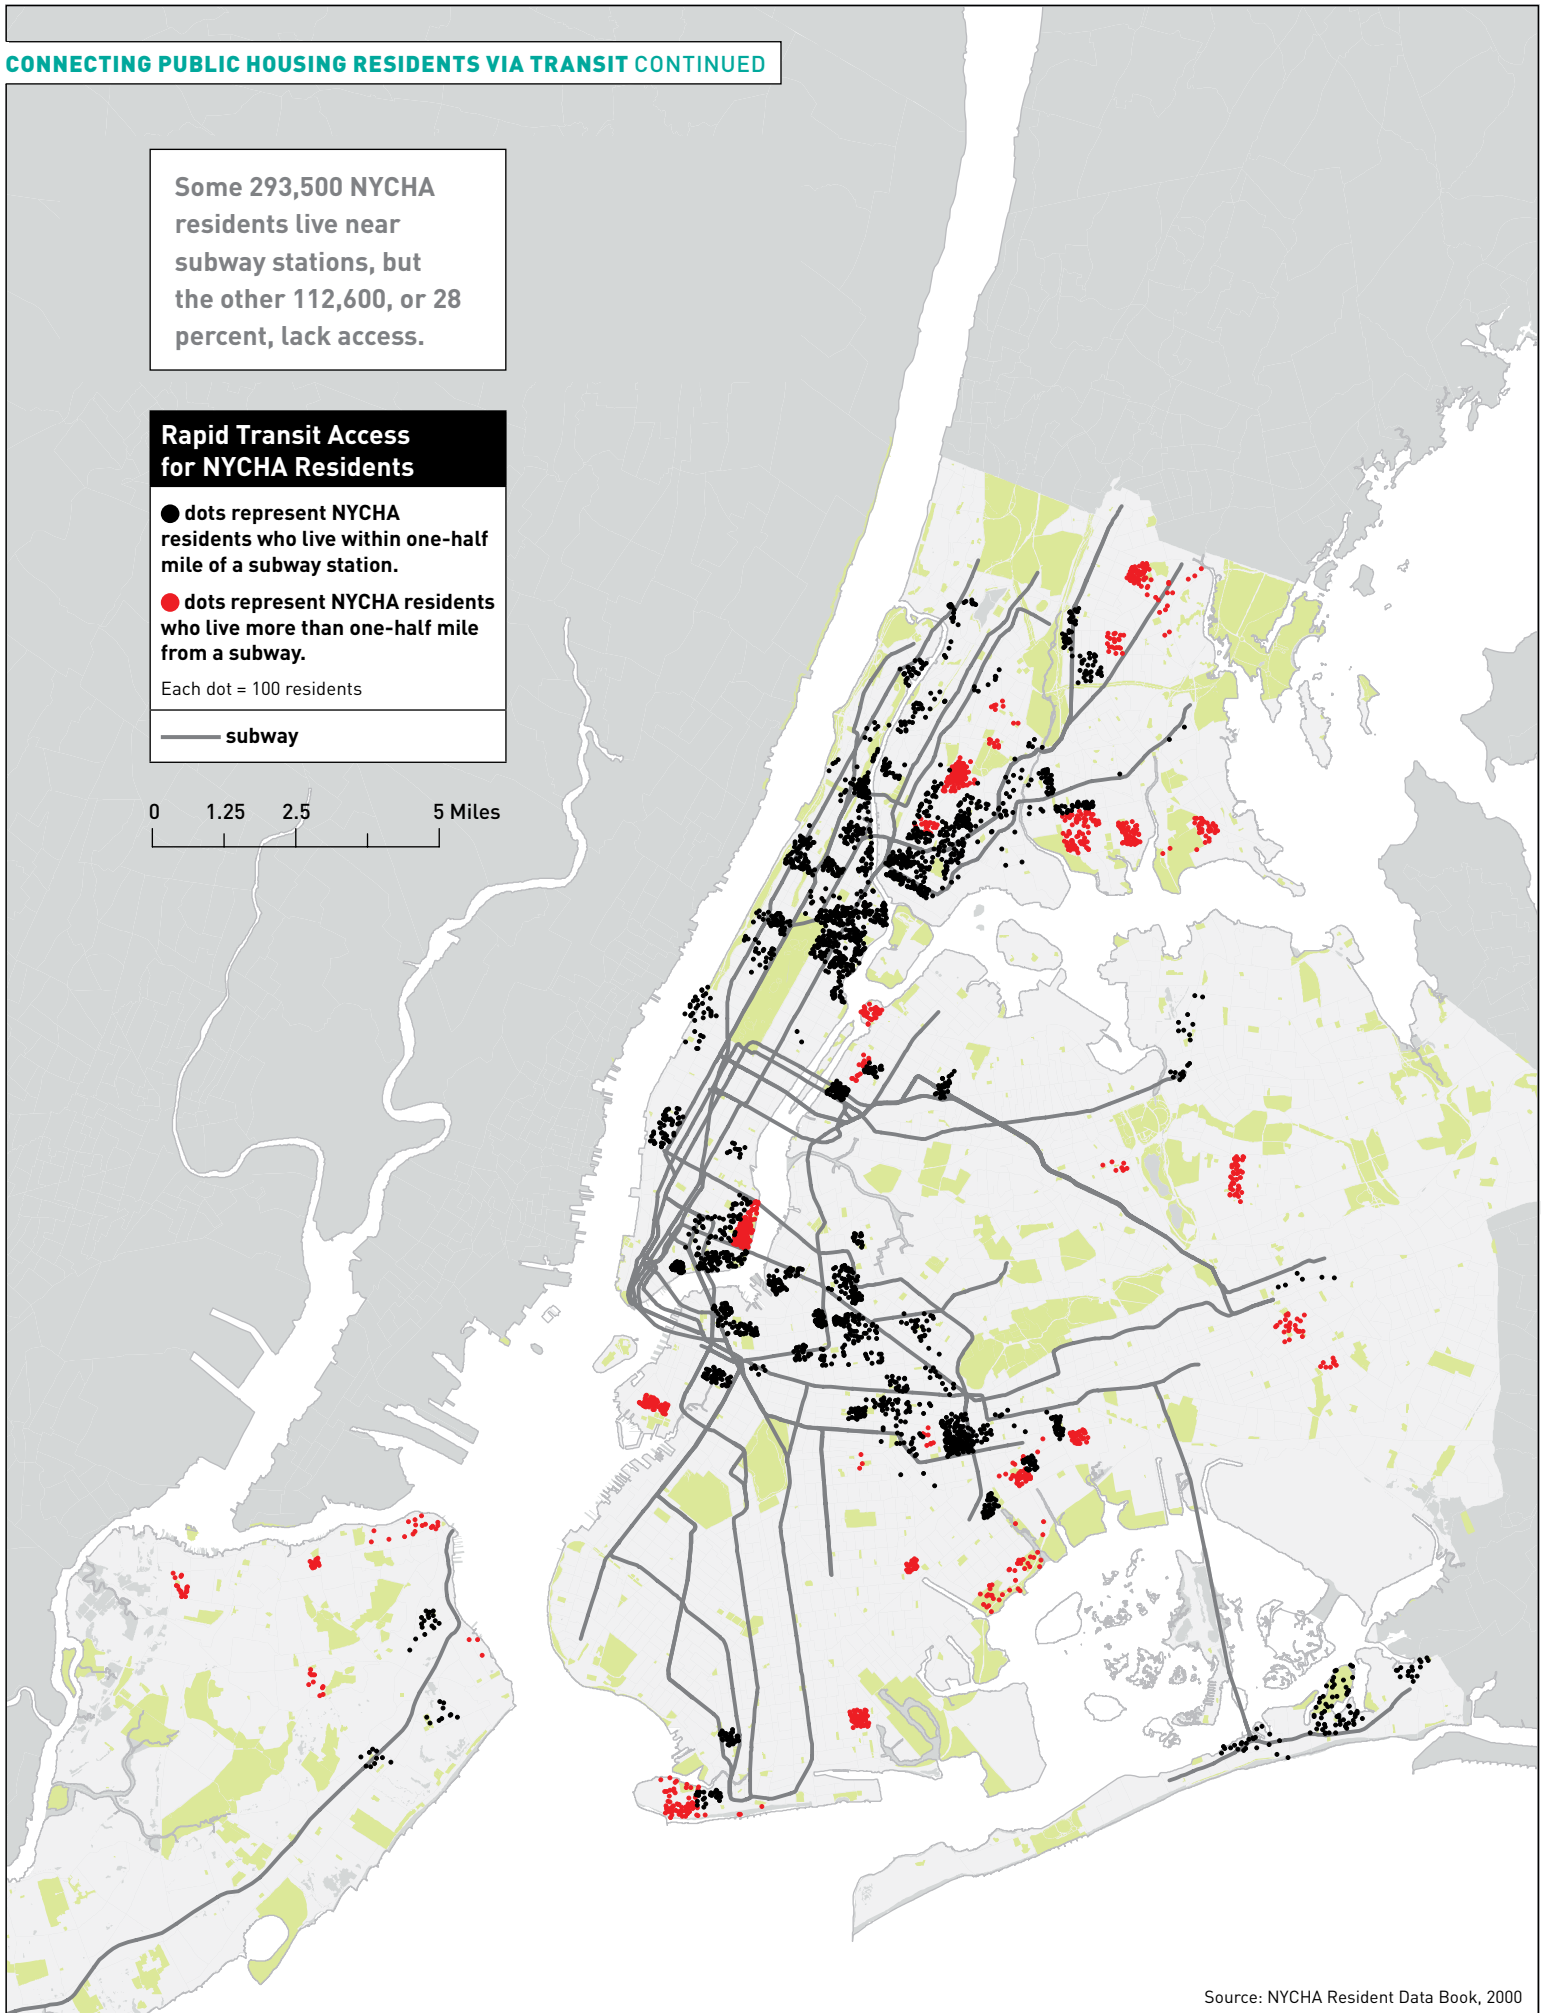 CONNECTING PUBLIC HOUSING RESIDENTS VIA TRANSIT CONTINUED
Some 293,500 NYCHA
residents live near
subway stations, but
the other 112,600, or 28
percent, lack access.
Rapid Transit Access
for NYCHA Residents
dots represent NYCHA
residents who live within one-half
mile of a subway station.
dots represent NYCHA residents
who live more than one-half mile
from a subway.
Each dot = 100 residents
subway
0 1.25 2.5 5 Miles
Source: NYCHA Resident Data Book, 2000